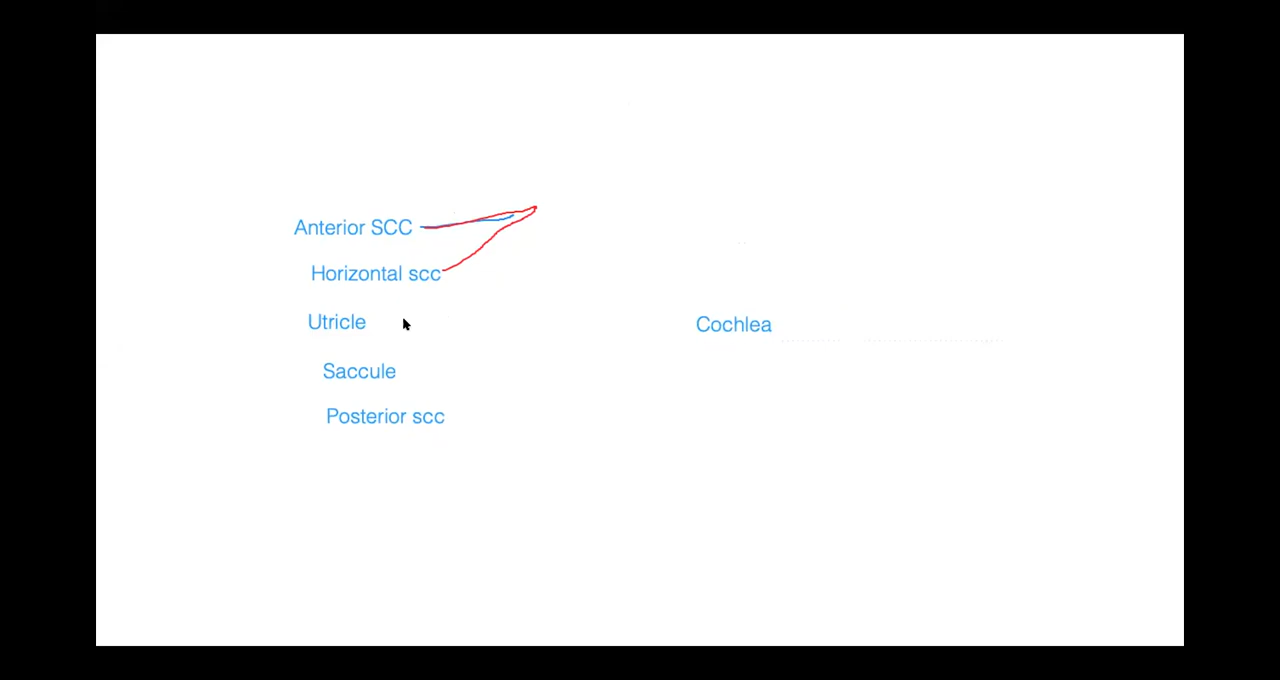 Anterior SCC
Horizontal scc
Utricle
Cochlea
Saccule
Posterior scc